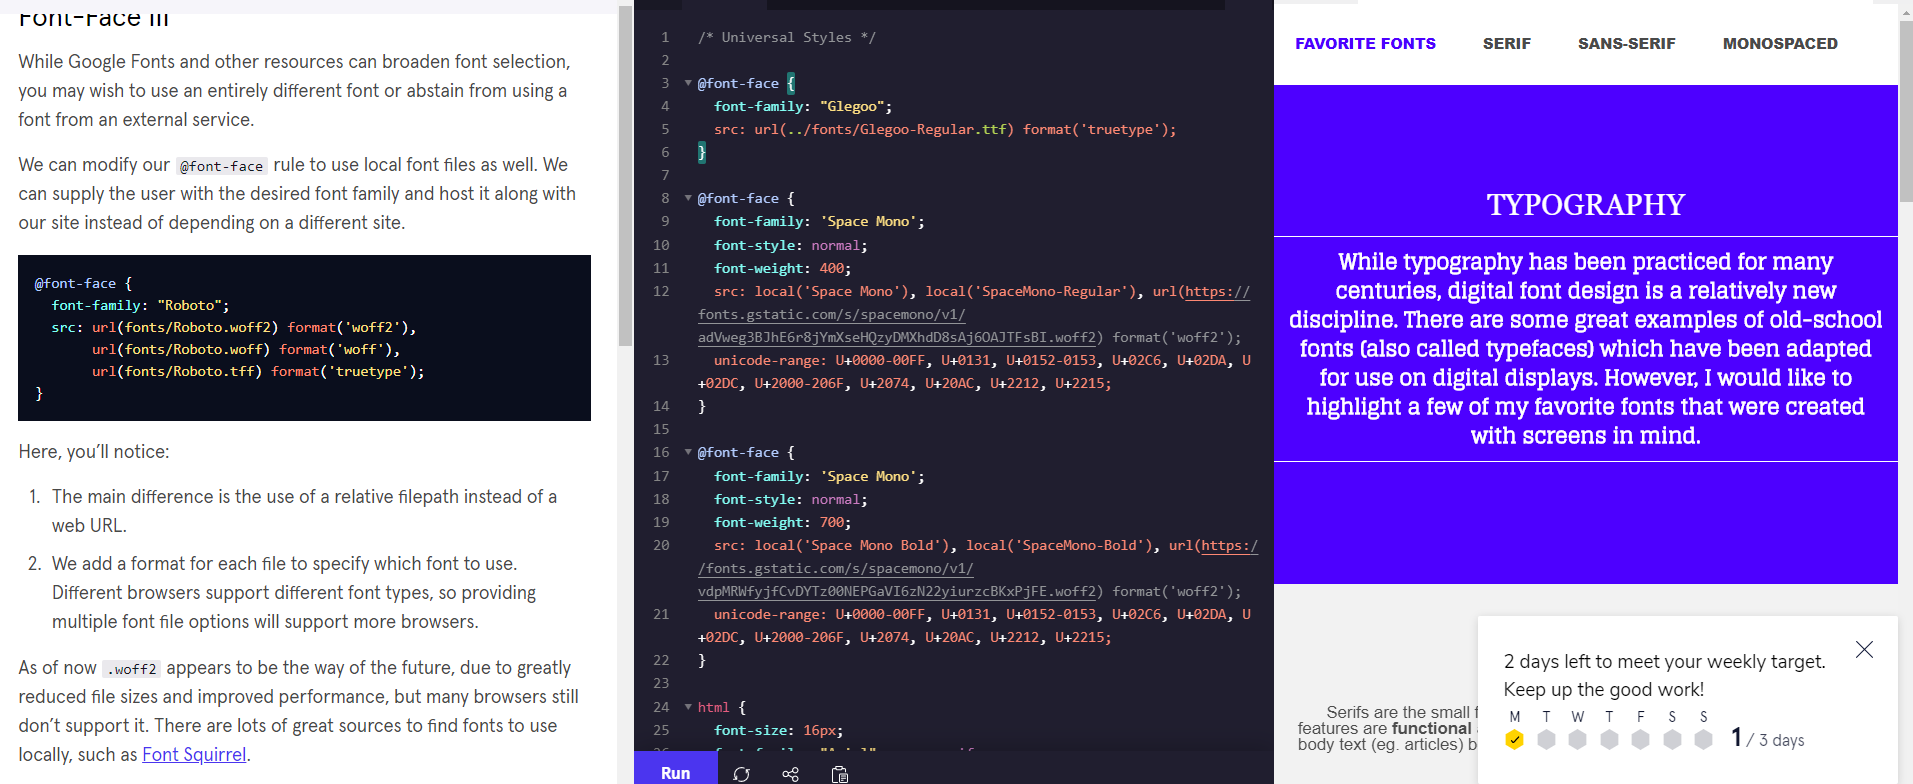 Font-Face III
While Google Fonts and other resources can broaden font selection,
you may wish to use an entirely different font or abstain from using a
font from an external service.
We can modify our @font-face rule to use local font files as well. We
can supply the user with the desired font family and host it along with
our site instead of depending on a different site.
@font-face {
font-family: "Roboto";
src: url(fonts/Roboto.woff2) format('woff2'),
url(fonts/Roboto.woff) format('woff'),
url(fonts/Roboto.tff) format('truetype');
}
Here, you’ll notice:
1. The main difference is the use of a relative filepath instead of a
web URL.
2. We add a format for each file to specify which font to use.
Different browsers support different font types, so providing
multiple font file options will support more browsers.
As of now .woff2 appears to be the way of the future, due to greatly
reduced file sizes and improved performance, but many browsers still
don’t support it. There are lots of great sources to find fonts to use
locally, such as Font Squirrel.
1 /* Universal Styles */
2
3 @font-face {
4 font-family: "Glegoo";
5 src: url(../fonts/Glegoo-Regular.ttf) format('truetype');
6 }
7
8 @font-face {
9 font-family: 'Space Mono';
10 font-style: normal;
11 font-weight: 400;
12 src: local('Space Mono'), local('SpaceMono-Regular'), url(https://
fonts.gstatic.com/s/spacemono/v1/
adVweg3BJhE6r8jYmXseHQzyDMXhdD8sAj6OAJTFsBI.woff2) format('woff2');
13 unicode-range: U+0000-00FF, U+0131, U+0152-0153, U+02C6, U+02DA, U
+02DC, U+2000-206F, U+2074, U+20AC, U+2212, U+2215;
14 }
15
16 @font-face {
17 font-family: 'Space Mono';
18 font-style: normal;
19 font-weight: 700;
20 src: local('Space Mono Bold'), local('SpaceMono-Bold'), url(https:/
/fonts.gstatic.com/s/spacemono/v1/
vdpMRWfyjfCvDYTz00NEPGaVI6zN22yiurzcBKxPjFE.woff2) format('woff2');
21 unicode-range: U+0000-00FF, U+0131, U+0152-0153, U+02C6, U+02DA, U
+02DC, U+2000-206F, U+2074, U+20AC, U+2212, U+2215;
22 }
23
24 html {
25 font-size: 16px;
Run
FAVORITE FONTS SERIF SANS-SERIF MONOSPACED
TYPOGRAPHY
While typography has been practiced for many
centuries, digital font design is a relatively new
discipline. There are some great examples of old-school
fonts (also called typefaces) which have been adapted
for use on digital displays. However, I would like to
highlight a few of my favorite fonts that were created
with screens in mind.
Serifs are the small f
features are functional
body text (eg. articles) b
2 days left to meet your weekly target.
Keep up the good work!
M T W T F S S
1 / 3 days